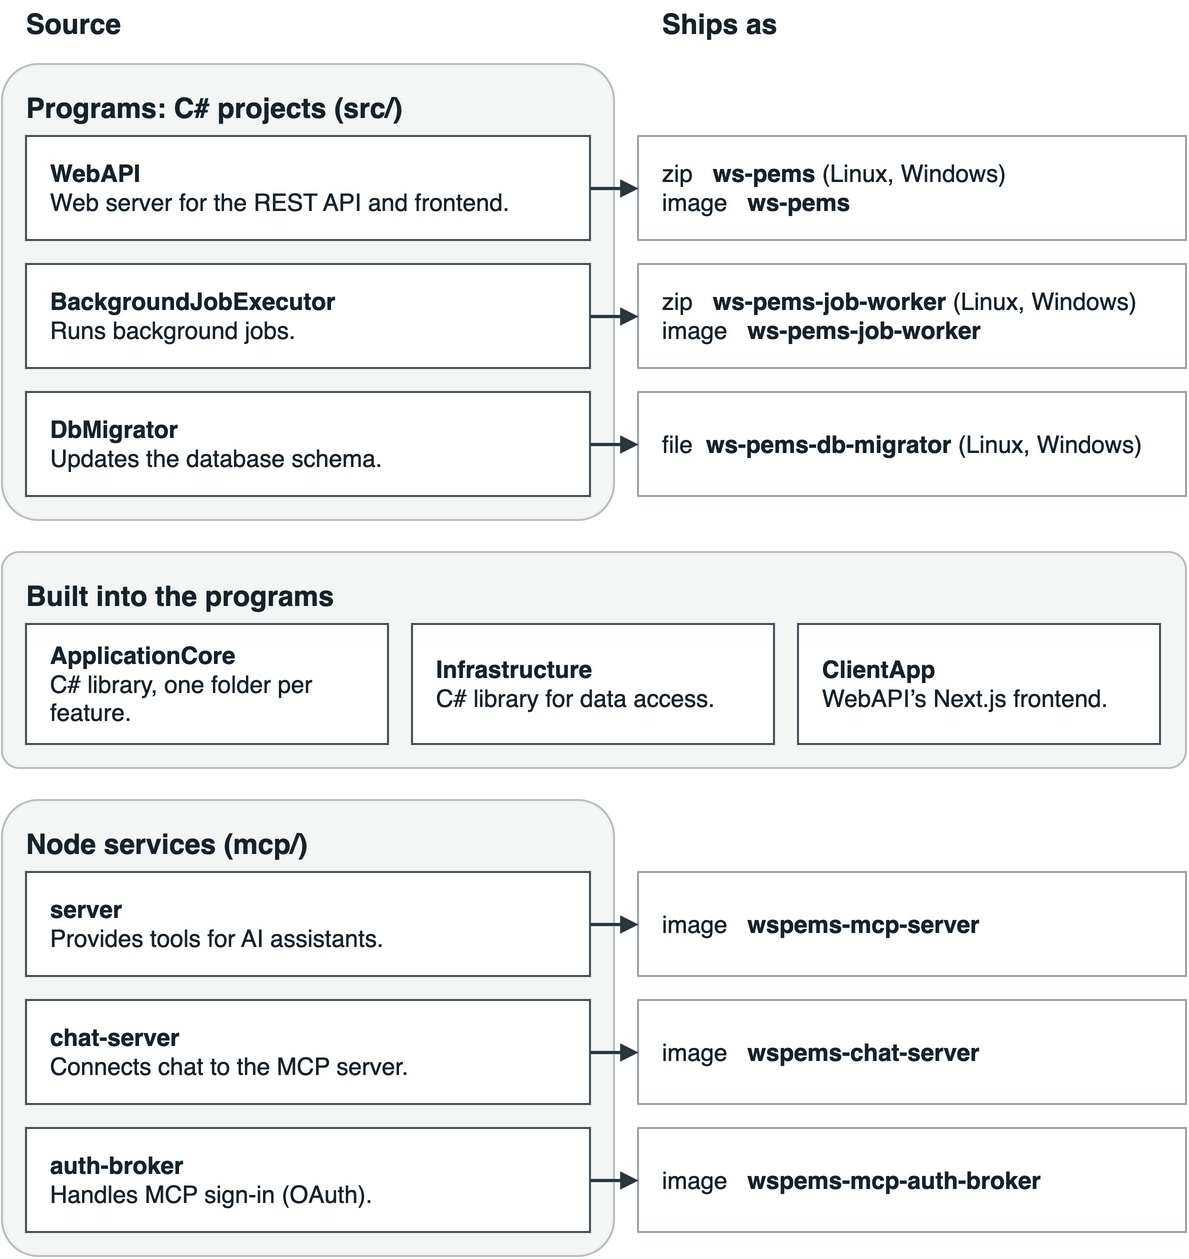 Source
Ships as
Programs: C# projects (src/)
WebAPI
Web server for the REST API and frontend.
zip ws-pems (Linux, Windows)
image ws-pems
BackgroundJobExecutor
Runs background jobs.
zip ws-pems-job-worker (Linux, Windows)
image ws-pems-job-worker
DbMigrator
Updates the database schema.
file ws-pems-db-migrator (Linux, Windows)
Built into the programs
ApplicationCore
C# library, one folder per
feature.
Infrastructure
C# library for data access.
ClientApp
WebAPI’s Next.js frontend.
Node services (mcp/)
server
Provides tools for AI assistants.
image wspems-mcp-server
chat-server
Connects chat to the MCP server.
image wspems-chat-server
auth-broker
Handles MCP sign-in (OAuth).
image wspems-mcp-auth-broker